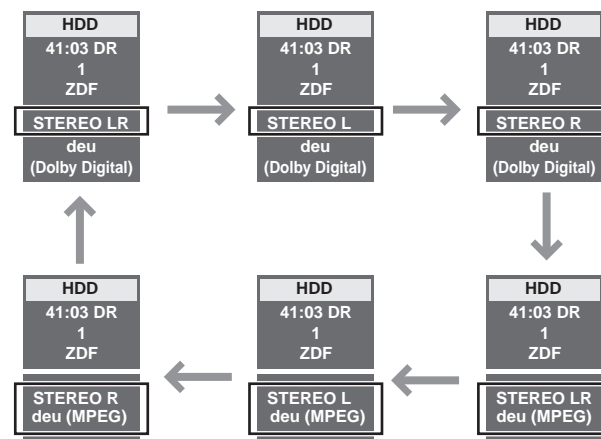 HDD
41:03 DR
1
ZDF
STEREO LR
deu
(Dolby Digital)
HDD
41:03 DR
1
ZDF
STEREO L
deu
(Dolby Digital)
HDD
41:03 DR
1
ZDF
STEREO R
deu
(Dolby Digital)
HDD
41:03 DR
1
ZDF
STEREO R
deu (MPEG)
HDD
41:03 DR
1
ZDF
STEREO L
deu (MPEG)
HDD
41:03 DR
1
ZDF
STEREO LR
deu (MPEG)